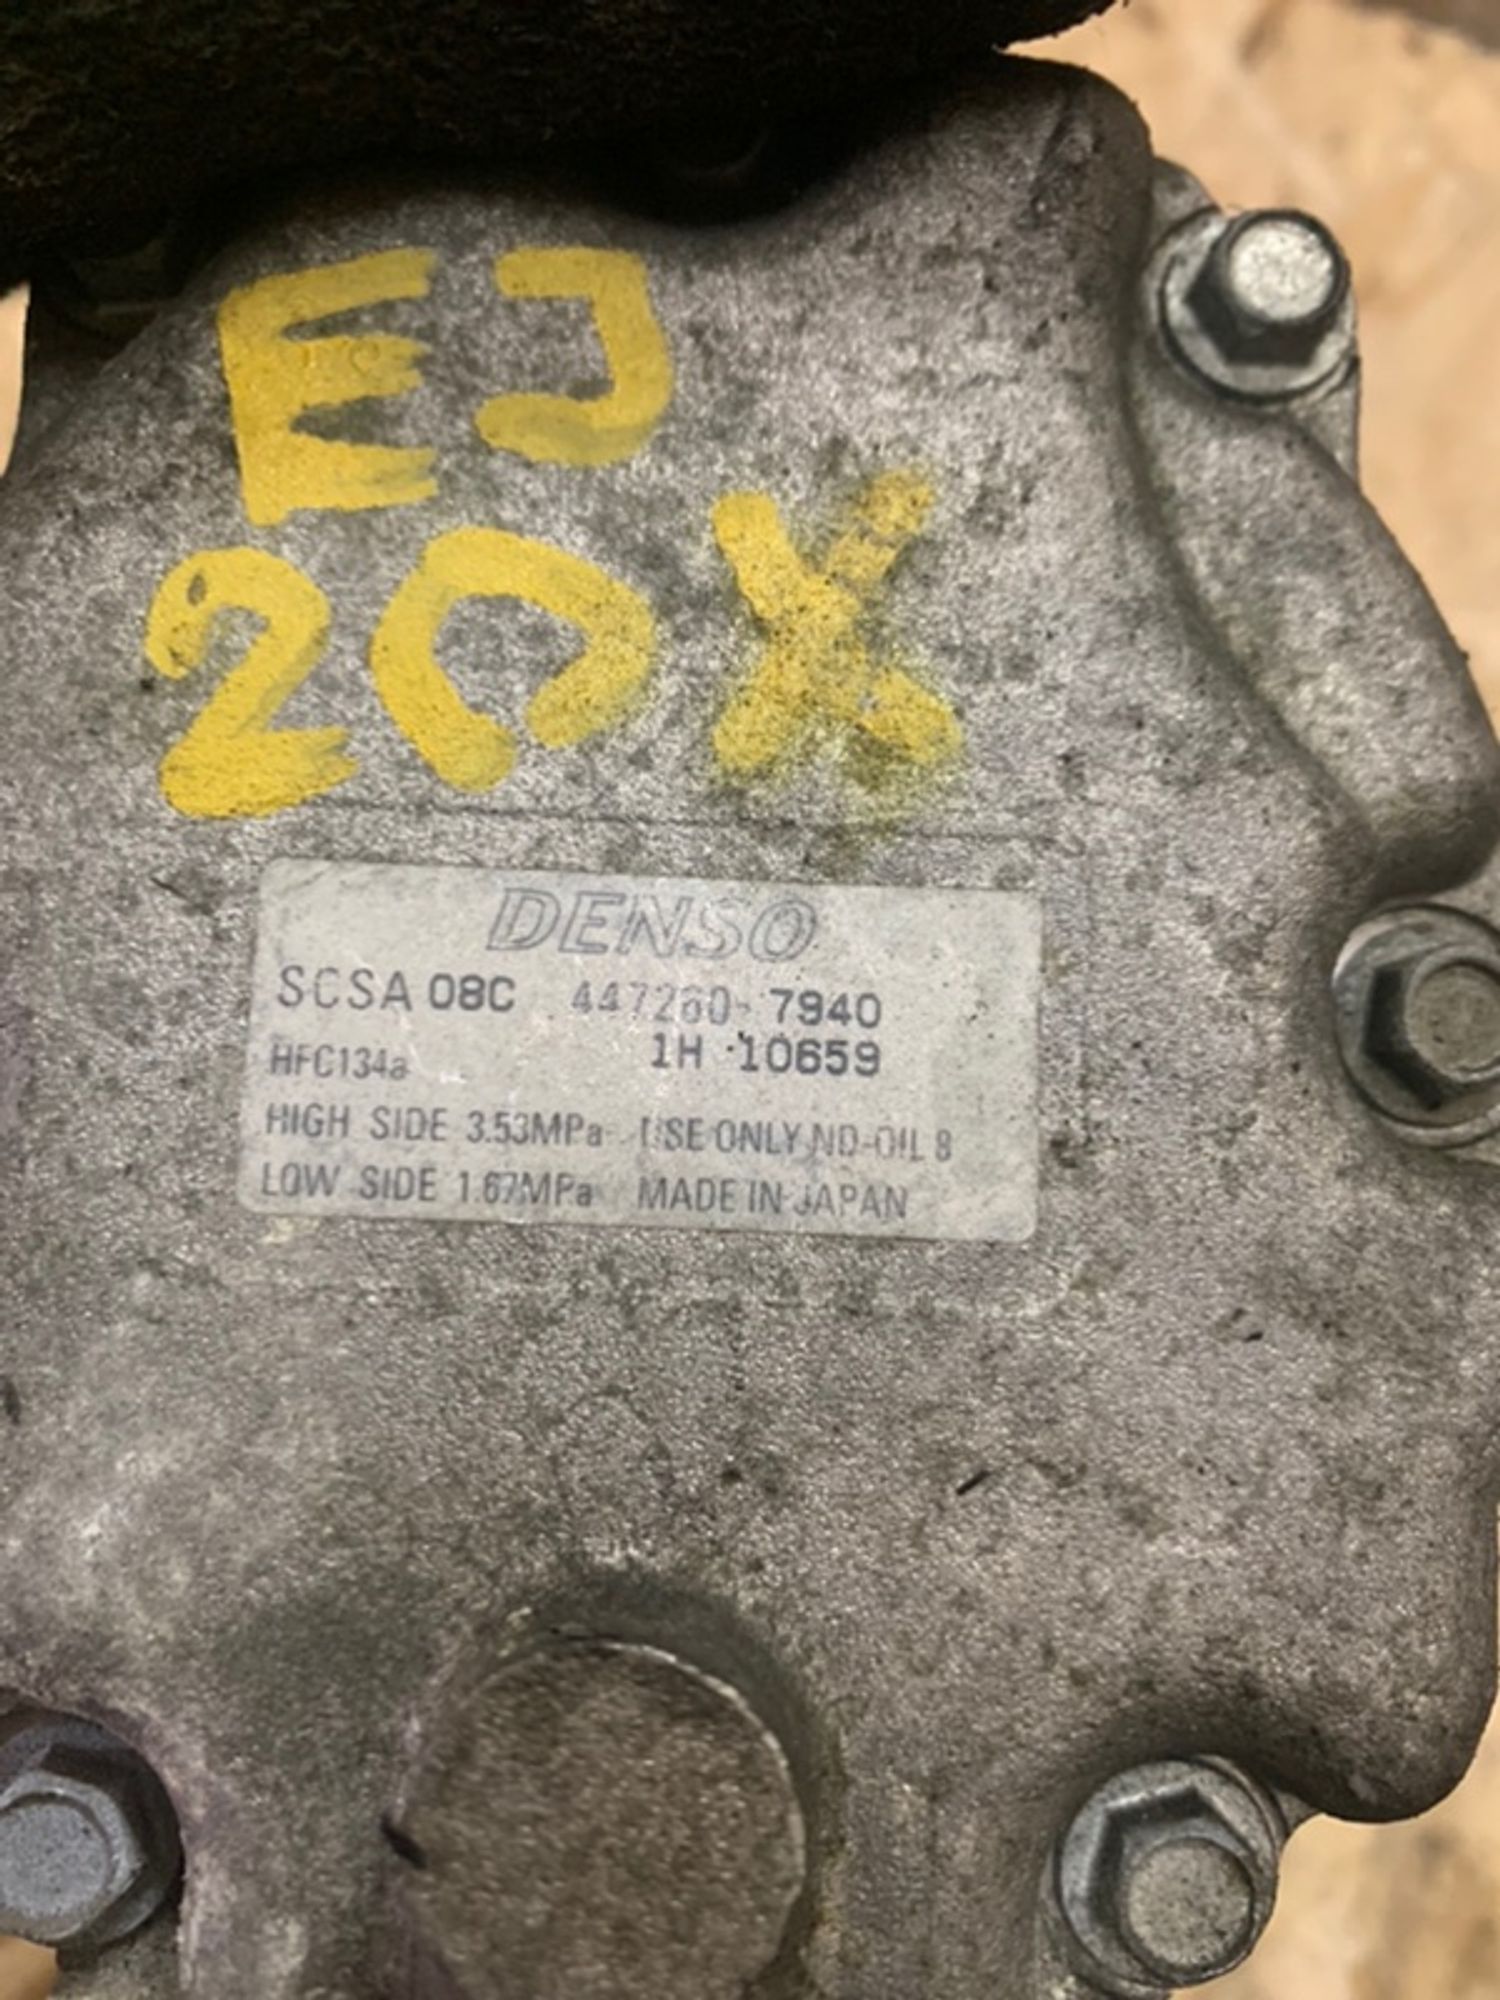 EJ
20X
DENSO
SCSA 08C 447260-7940
HFC134a 1H 10659
HIGH SIDE 3.53MPa USE ONLY ND-OIL 8
LOW SIDE 1.67MPa MADE IN JAPAN